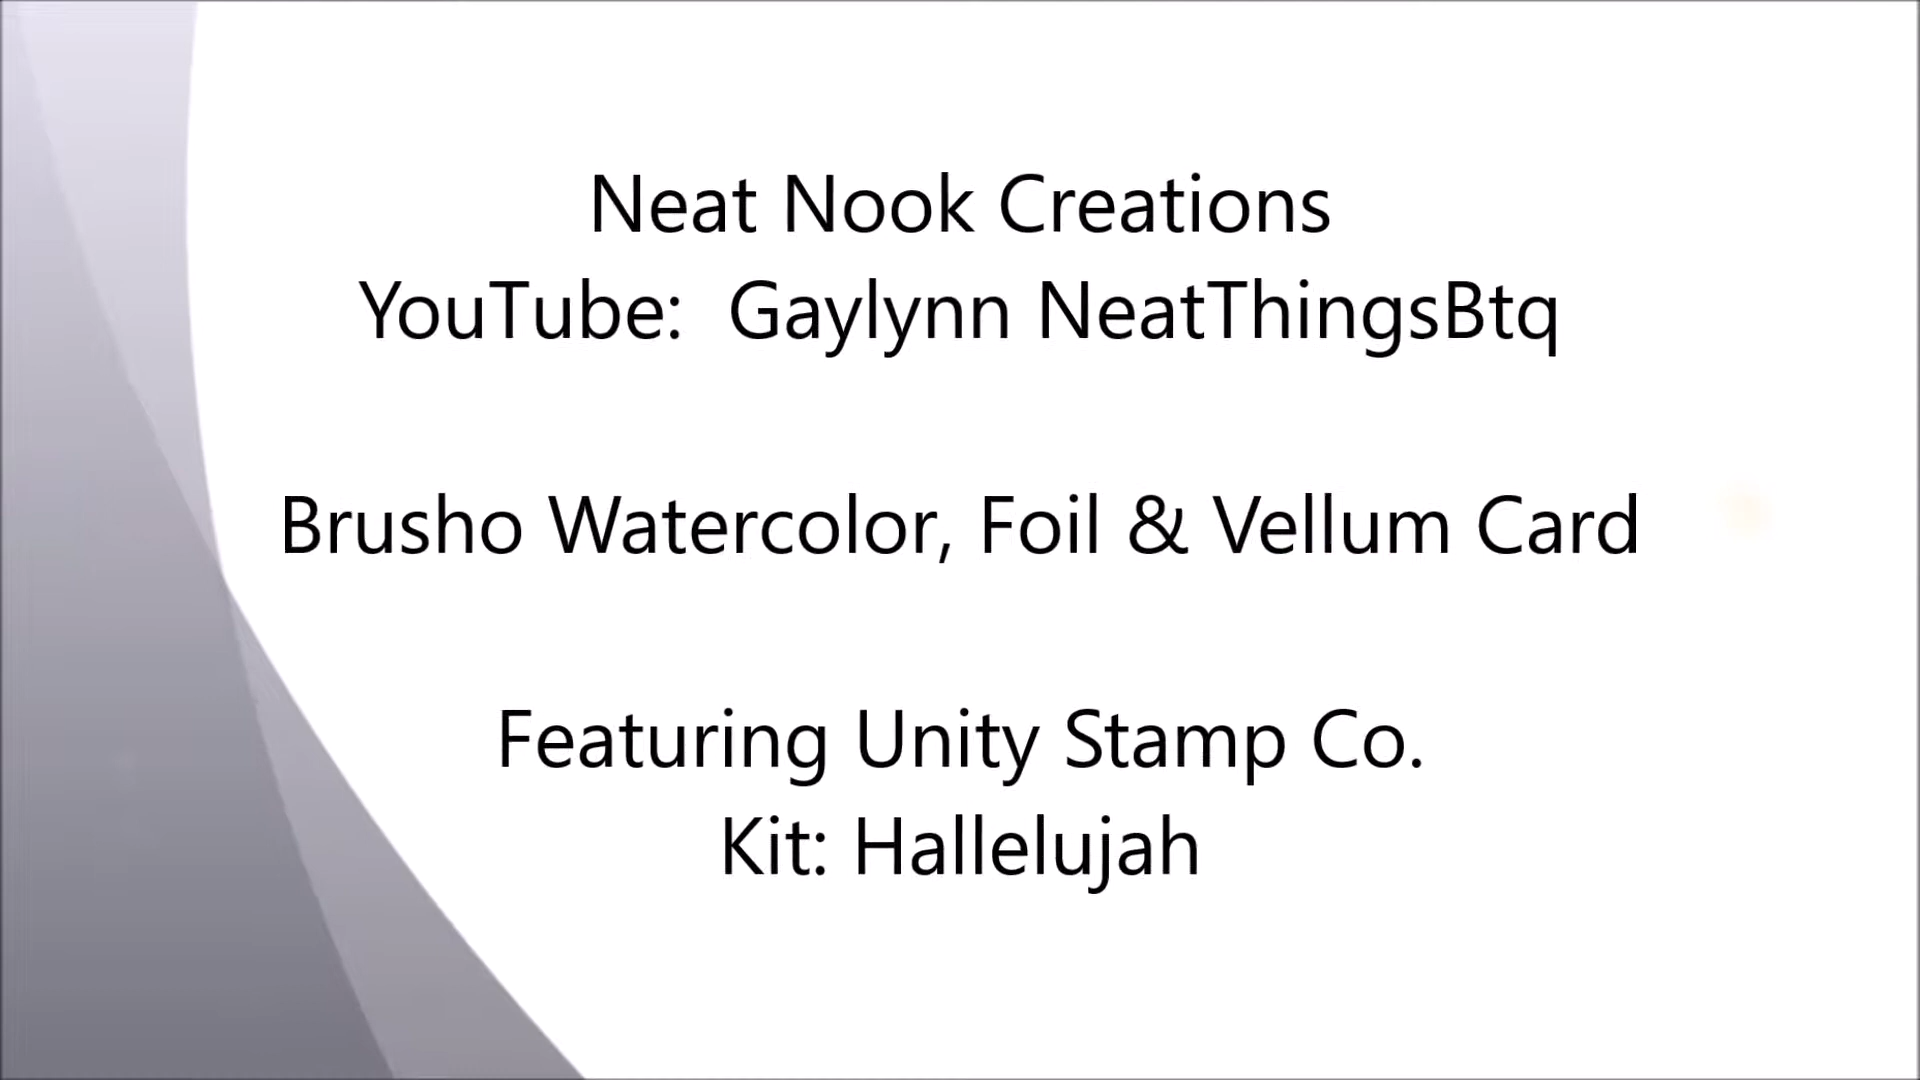 Neat Nook Creations
YouTube:  Gaylynn NeatThingsBtq
Brusho Watercolor, Foil & Vellum Card
Featuring Unity Stamp Co.
Kit: Hallelujah